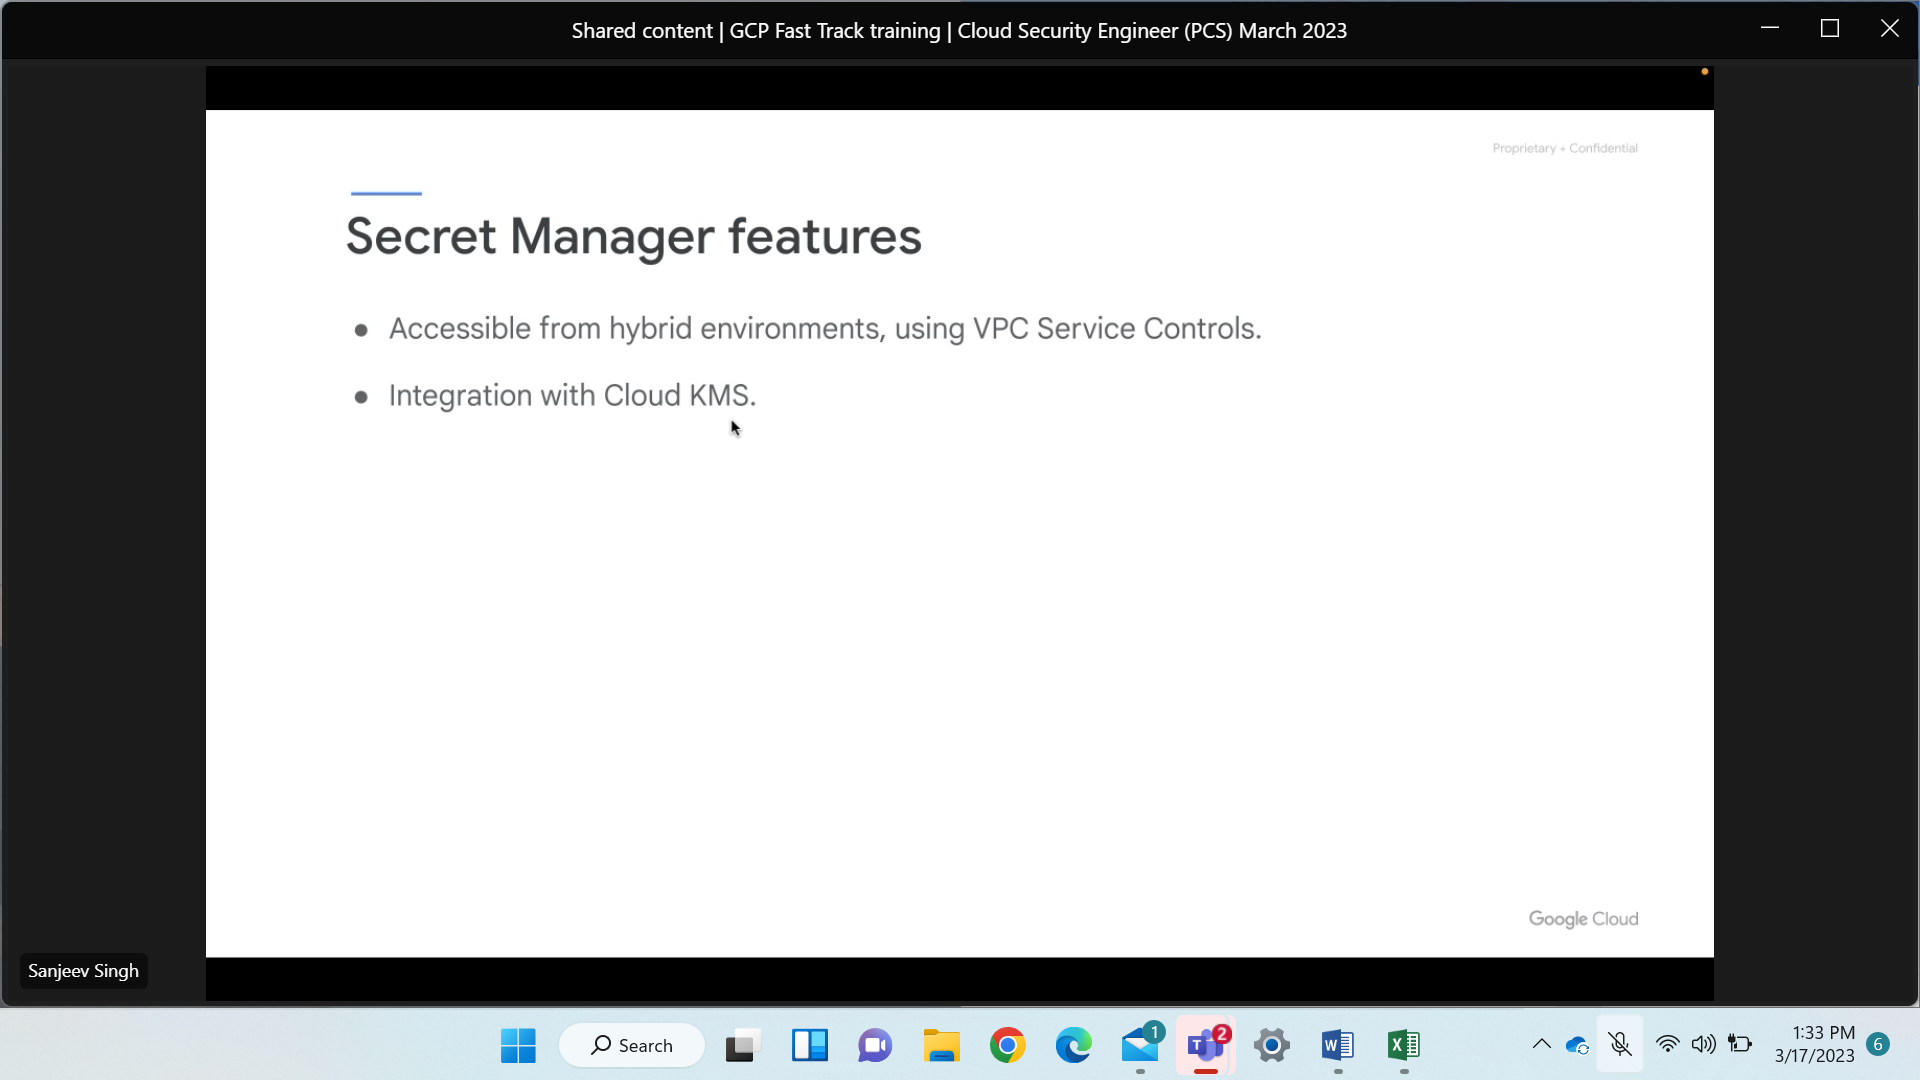 Shared content | GCP Fast Track training | Cloud Security Engineer (PCS) March 2023
Proprietary + Confidential
Secret Manager features
● Accessible from hybrid environments, using VPC Service Controls.
● Integration with Cloud KMS.
Google Cloud
Sanjeev Singh
Search
1
2
1:33 PM
3/17/2023
6